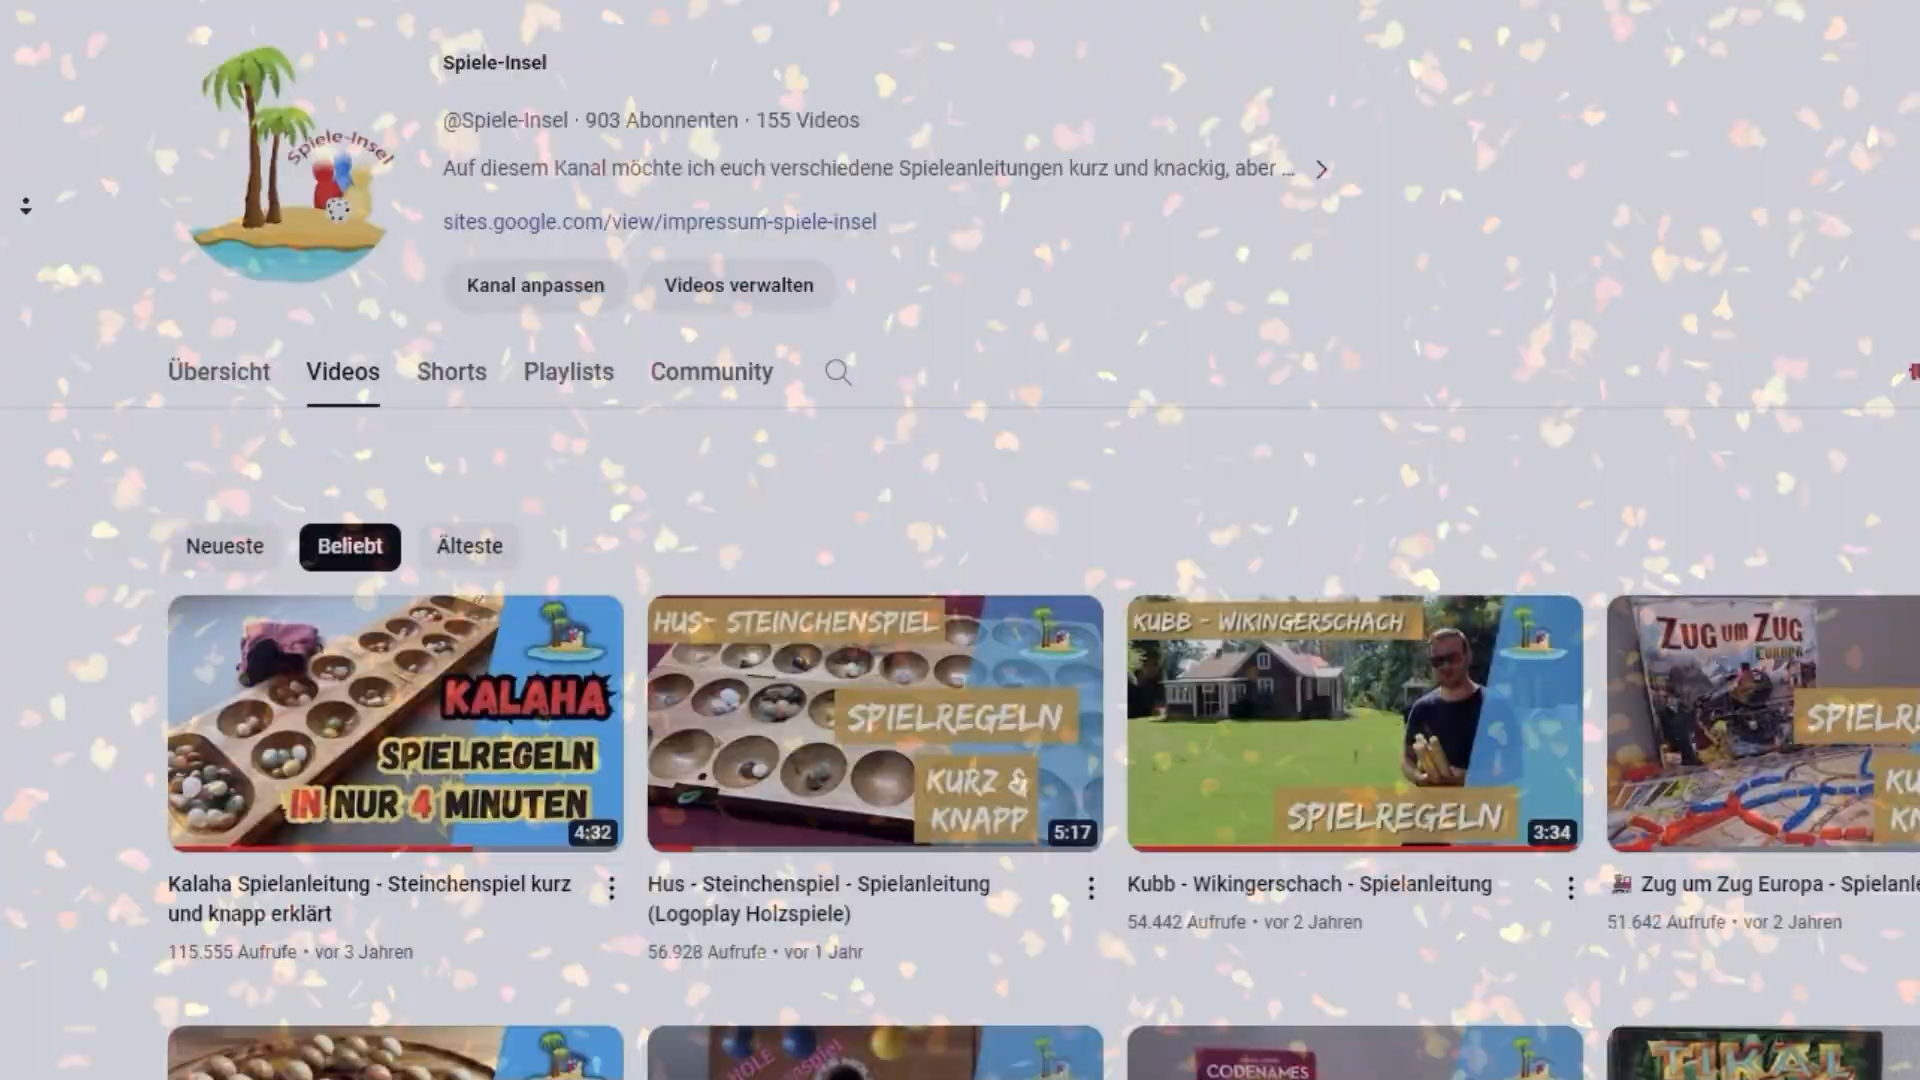 Spiele-Insel
Spiele-Insel
@Spiele-Insel · 903 Abonnenten · 155 Videos
Auf diesem Kanal möchte ich euch verschiedene Spieleanleitungen kurz und knackig, aber ...
sites.google.com/view/impressum-spiele-insel
Kanal anpassen
Videos verwalten
Übersicht Videos Shorts Playlists Community
Neueste Beliebt Älteste
KALAHA
SPIELREGELN
IN NUR 4 MINUTEN
4:32
HUS- STEINCHENSPIEL
SPIELREGELN
KURZ &
KNAPP
5:17
KUBB - WIKINGERSCHACH
SPIELREGELN
3:34
ZUG UM ZUG
EUROPA
SPIELR
KU
KN
Kalaha Spielanleitung - Steinchenspiel kurz
und knapp erklärt
115.555 Aufrufe • vor 3 Jahren
Hus - Steinchenspiel - Spielanleitung
(Logoplay Holzspiele)
56.928 Aufrufe • vor 1 Jahr
Kubb - Wikingerschach - Spielanleitung
54.442 Aufrufe • vor 2 Jahren
Zug um Zug Europa - Spielanle
51.642 Aufrufe • vor 2 Jahren
HOLE
CODENAMES
TIKAL